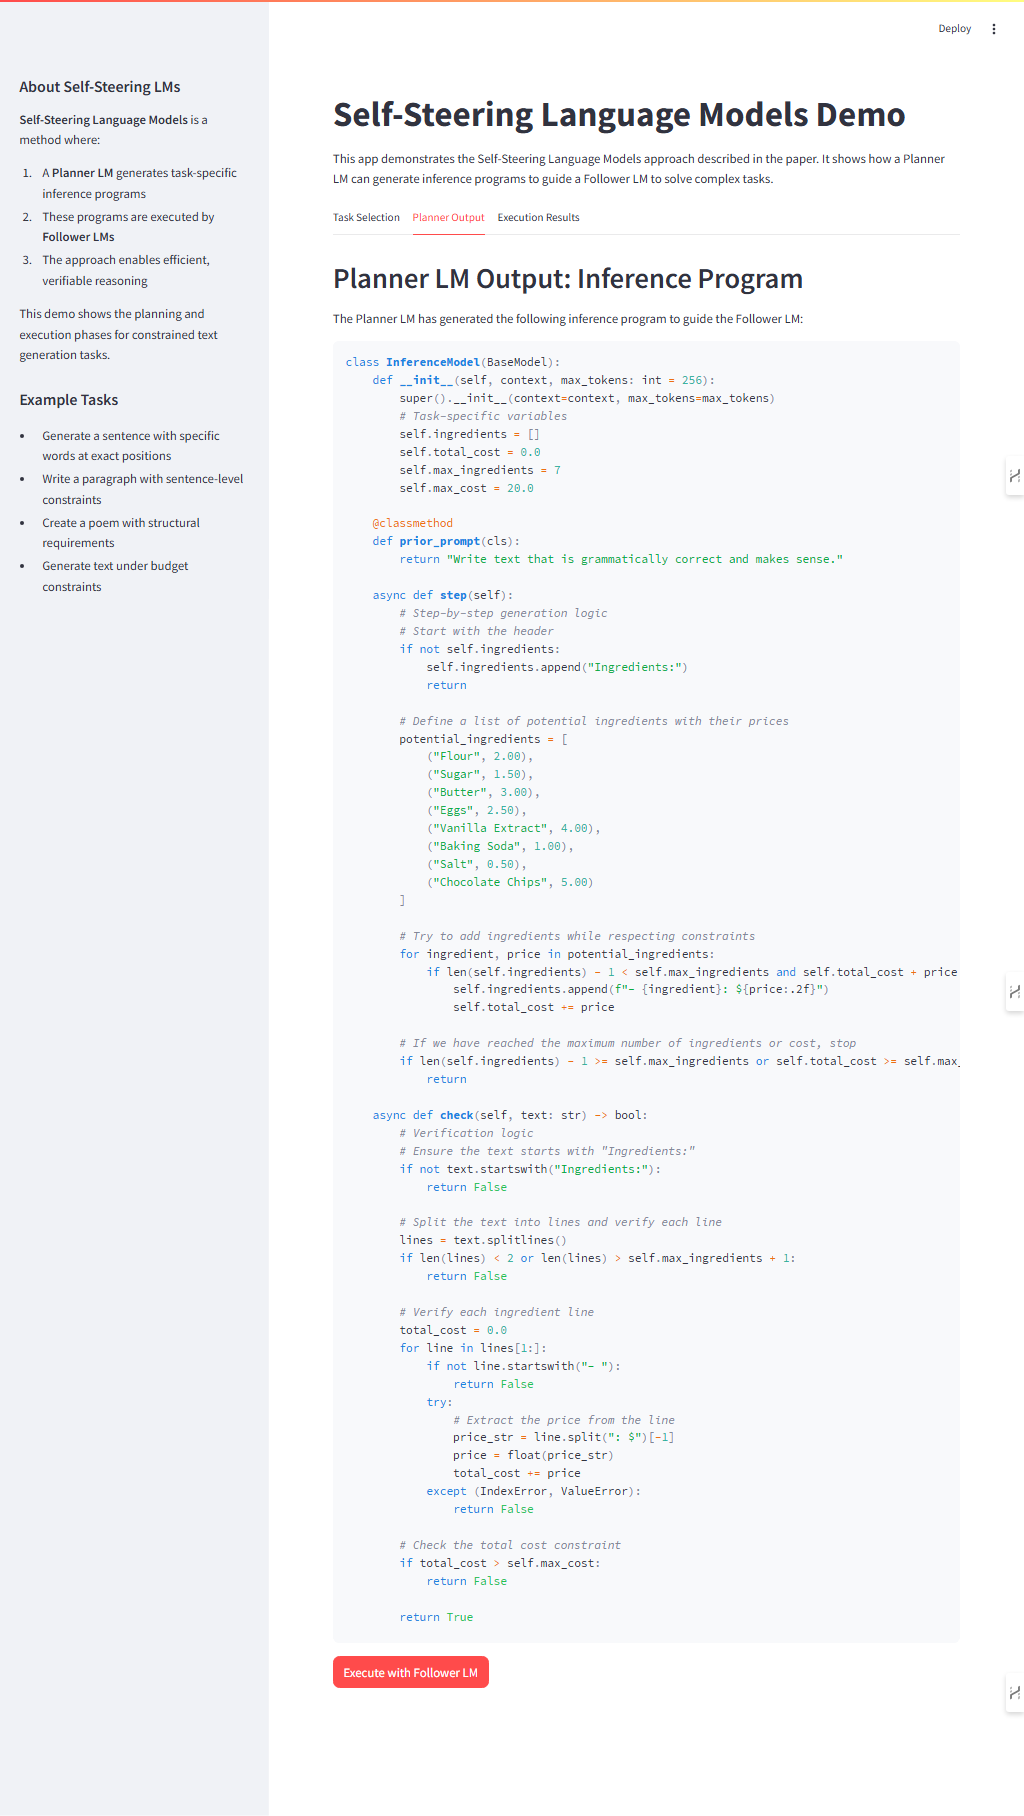 Deploy
About Self-Steering LMs
Self-Steering Language Models is a
method where:
1. A Planner LM generates task-specific
inference programs
2. These programs are executed by
Follower LMs
3. The approach enables efficient,
verifiable reasoning
This demo shows the planning and
execution phases for constrained text
generation tasks.
Example Tasks
• Generate a sentence with specific
words at exact positions
• Write a paragraph with sentence-level
constraints
• Create a poem with structural
requirements
• Generate text under budget
constraints
Self-Steering Language Models Demo
This app demonstrates the Self-Steering Language Models approach described in the paper. It shows how a Planner
LM can generate inference programs to guide a Follower LM to solve complex tasks.
Task Selection Planner Output Execution Results
Planner LM Output: Inference Program
The Planner LM has generated the following inference program to guide the Follower LM:
class InferenceModel(BaseModel):
    def __init__(self, context, max_tokens: int = 256):
        super().__init__(context=context, max_tokens=max_tokens)
        # Task-specific variables
        self.ingredients = []
        self.total_cost = 0.0
        self.max_ingredients = 7
        self.max_cost = 20.0
    @classmethod
    def prior_prompt(cls):
        return "Write text that is grammatically correct and makes sense."
    async def step(self):
        # Step-by-step generation logic
        # Start with the header
        if not self.ingredients:
            self.ingredients.append("Ingredients:")
            return
        # Define a list of potential ingredients with their prices
        potential_ingredients = [
            ("Flour", 2.00),
            ("Sugar", 1.50),
            ("Butter", 3.00),
            ("Eggs", 2.50),
            ("Vanilla Extract", 4.00),
            ("Baking Soda", 1.00),
            ("Salt", 0.50),
            ("Chocolate Chips", 5.00)
        ]
        # Try to add ingredients while respecting constraints
        for ingredient, price in potential_ingredients:
            if len(self.ingredients) - 1 < self.max_ingredients and self.total_cost + price
                self.ingredients.append(f"- {ingredient}: ${price:.2f}")
                self.total_cost += price
        # If we have reached the maximum number of ingredients or cost, stop
        if len(self.ingredients) - 1 >= self.max_ingredients or self.total_cost >= self.max_
            return
    async def check(self, text: str) -> bool:
        # Verification logic
        # Ensure the text starts with "Ingredients:"
        if not text.startswith("Ingredients:"):
            return False
        # Split the text into lines and verify each line
        lines = text.splitlines()
        if len(lines) < 2 or len(lines) > self.max_ingredients + 1:
            return False
        # Verify each ingredient line
        total_cost = 0.0
        for line in lines[1:]:
            if not line.startswith("- "):
                return False
            try:
                # Extract the price from the line
                price_str = line.split(": $")[-1]
                price = float(price_str)
                total_cost += price
            except (IndexError, ValueError):
                return False
        # Check the total cost constraint
        if total_cost > self.max_cost:
            return False
        return True
Execute with Follower LM